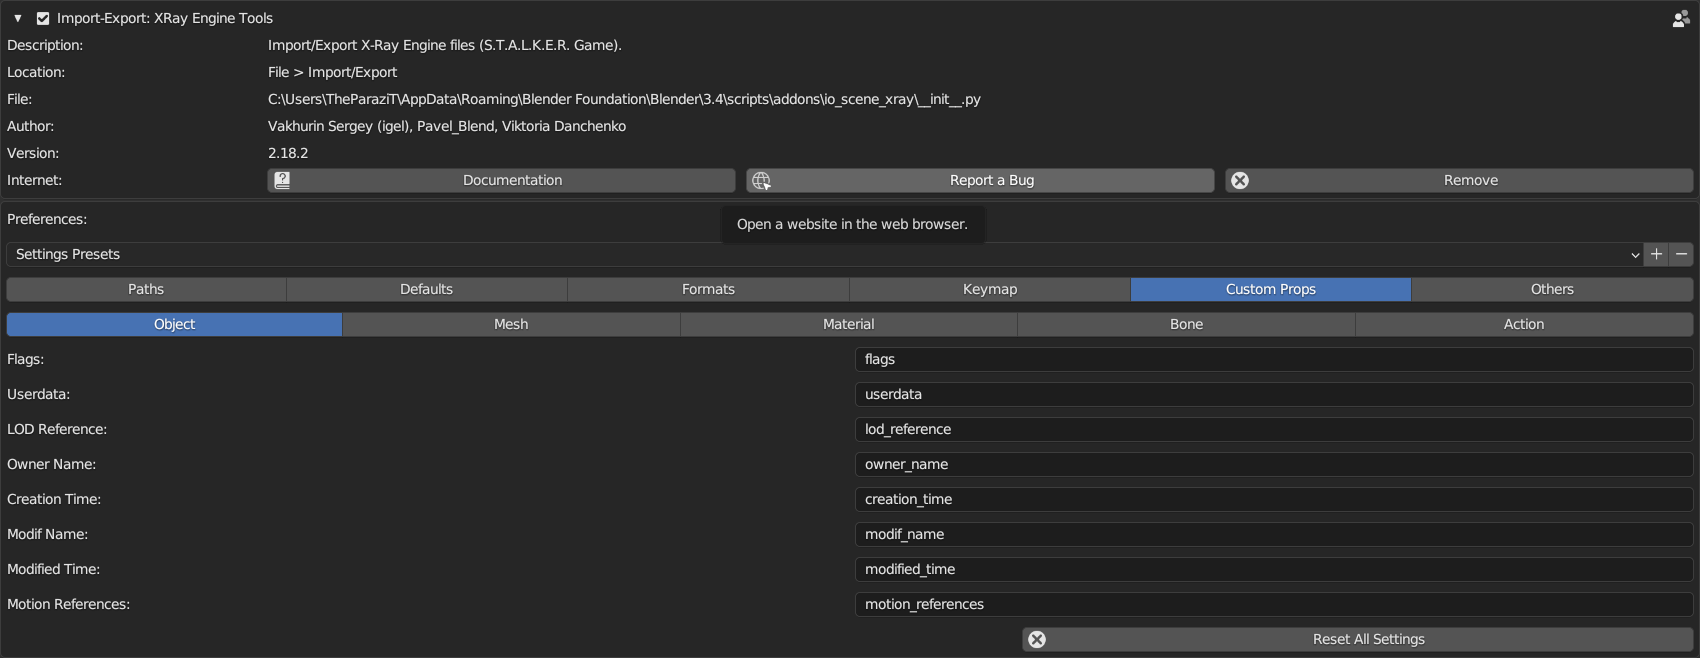 Import-Export: XRay Engine Tools
Description: Import/Export X-Ray Engine files (S.T.A.L.K.E.R. Game).
Location: File > Import/Export
File: C:\Users\TheParaziT\AppData\Roaming\Blender Foundation\Blender\3.4\scripts\addons\io_scene_xray\__init__.py
Author: Vakhurin Sergey (igel), Pavel_Blend, Viktoria Danchenko
Version: 2.18.2
Internet: Documentation Report a Bug Remove
Preferences:
Open a website in the web browser.
Settings Presets
Paths Defaults Formats Keymap Custom Props Others
Object Mesh Material Bone Action
Flags: flags
Userdata: userdata
LOD Reference: lod_reference
Owner Name: owner_name
Creation Time: creation_time
Modif Name: modif_name
Modified Time: modified_time
Motion References: motion_references
Reset All Settings